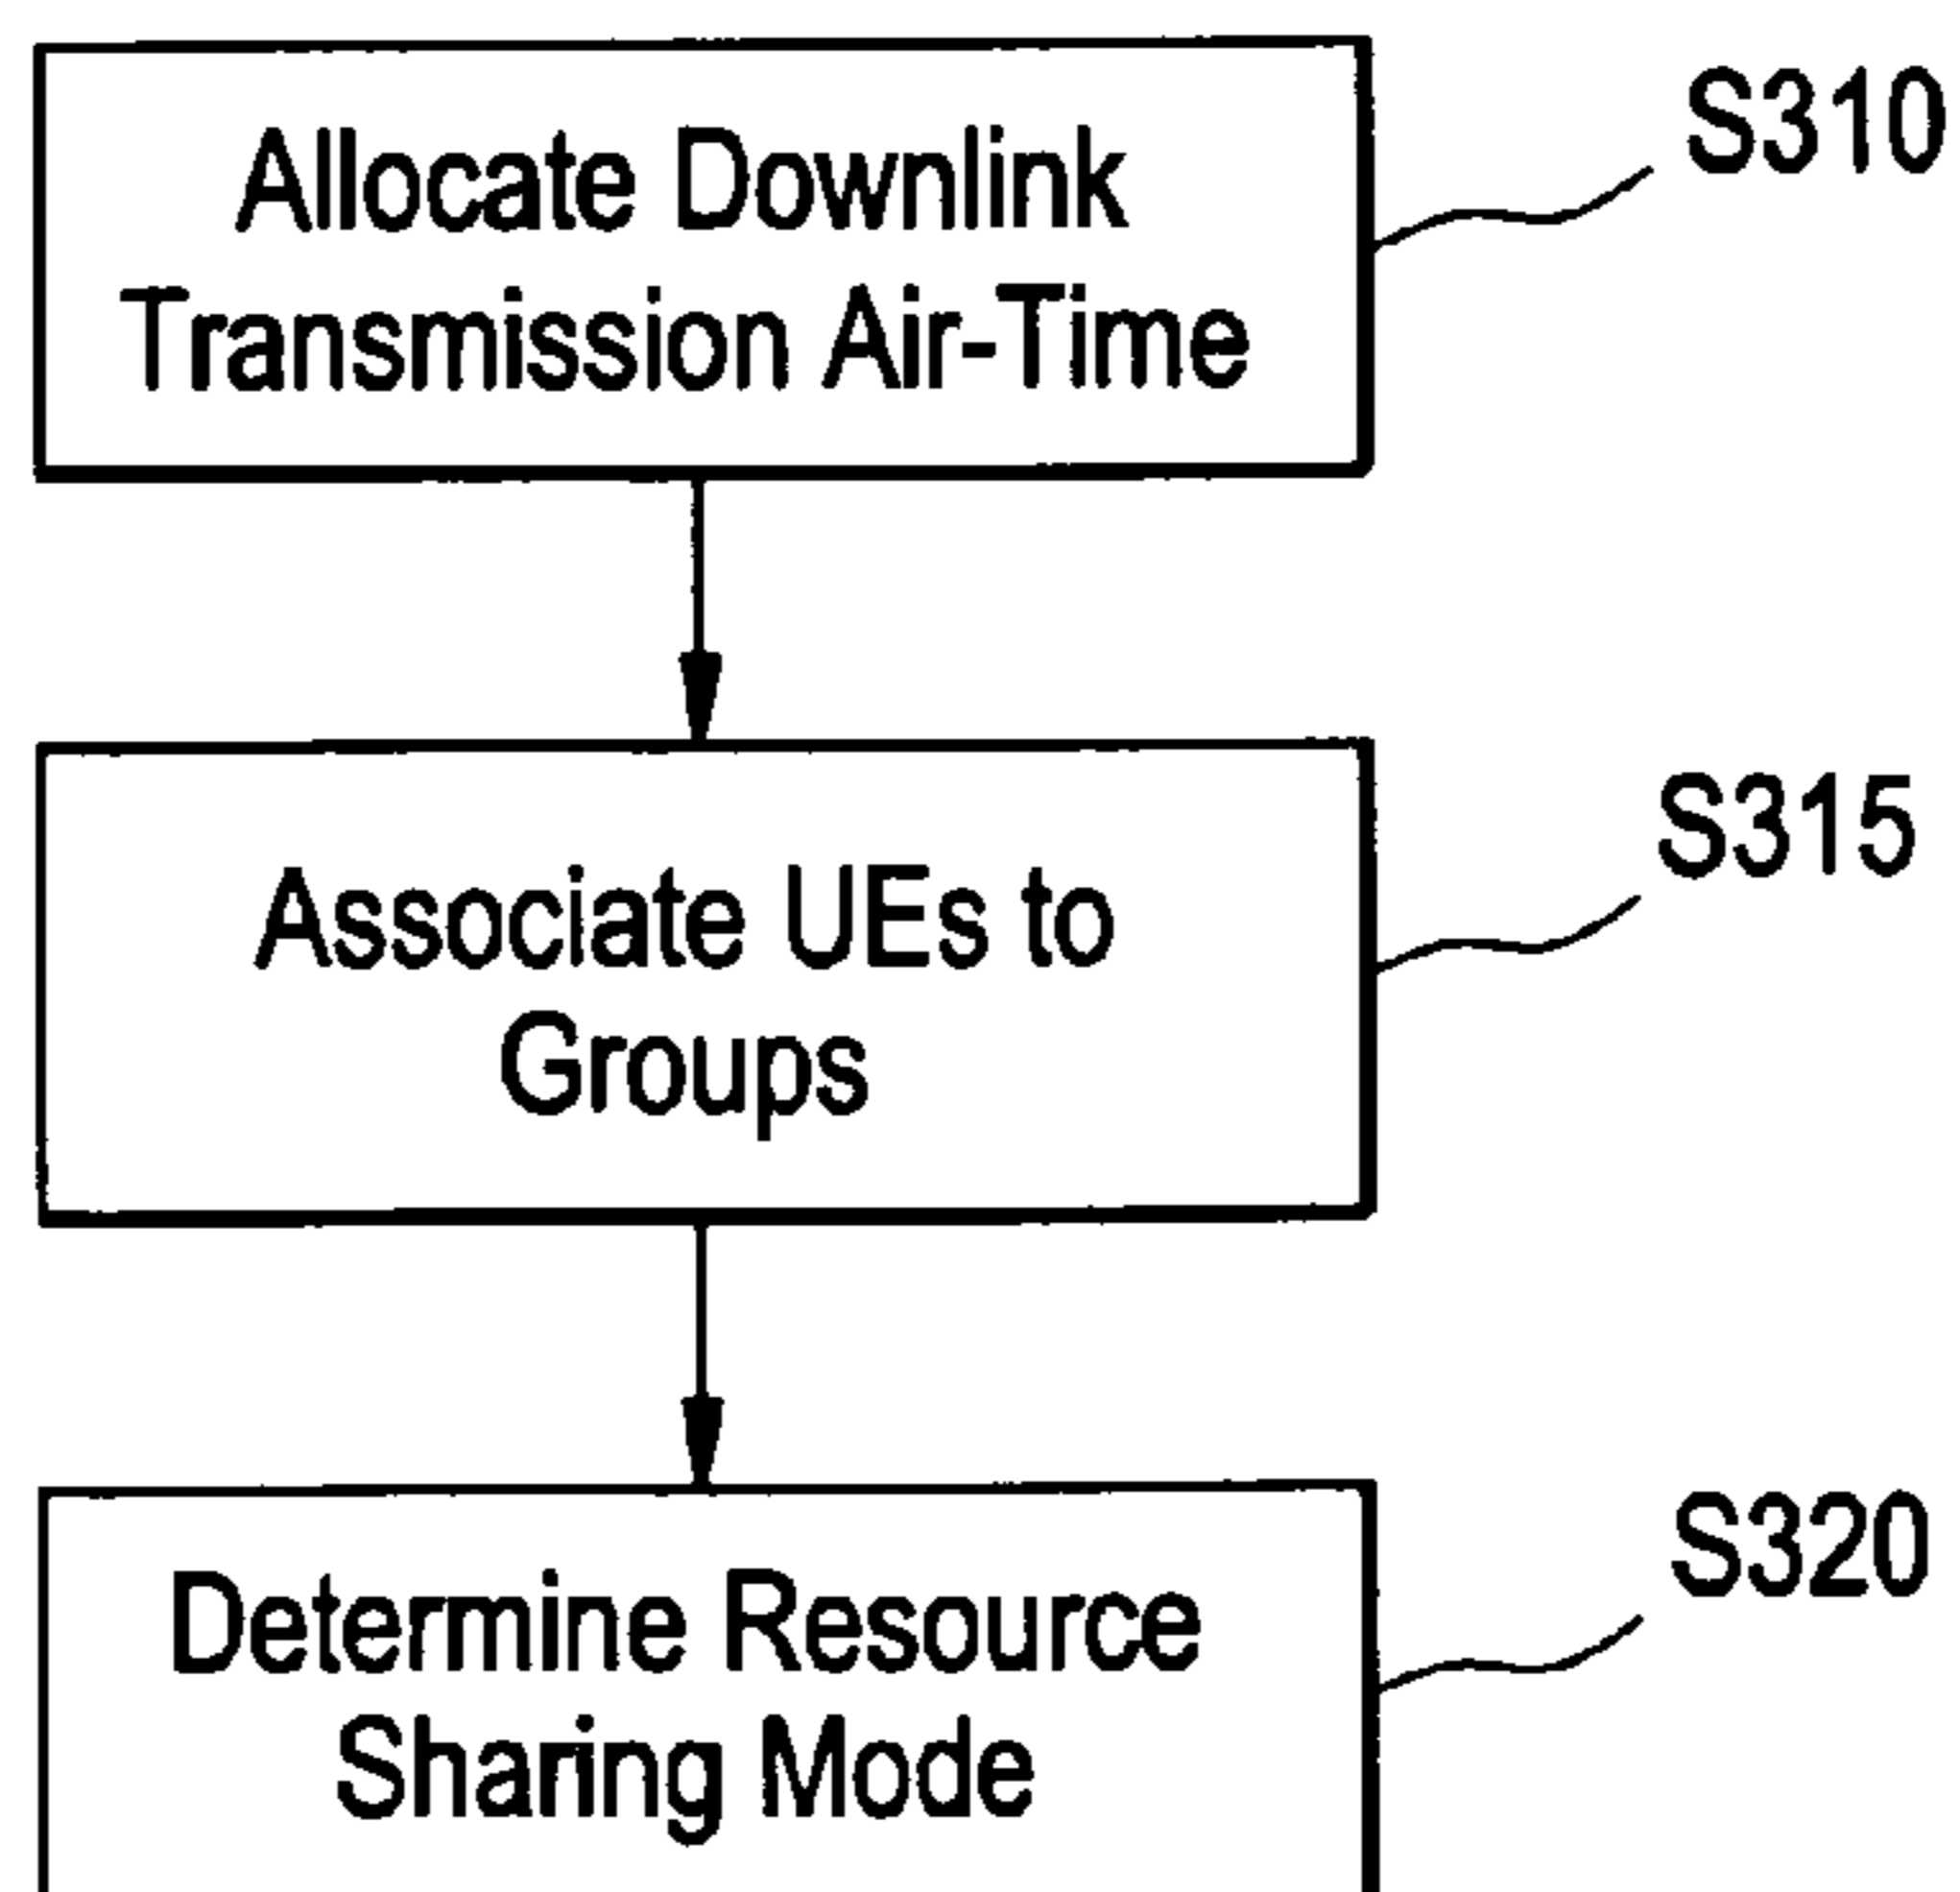 Allocate Downlink
Transmission Air-Time
S310
Associate UEs to
Groups
S315
Determine Resource
Sharing Mode
S320